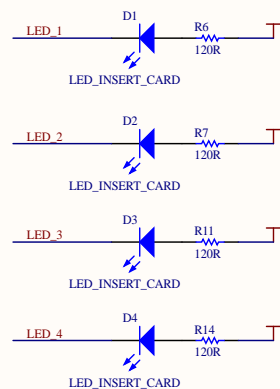 D1
R6
LED_1
120R
LED_INSERT_CARD
D2
R7
LED_2
120R
LED_INSERT_CARD
D3
R11
LED_3
120R
LED_INSERT_CARD
D4
R14
LED_4
120R
LED_INSERT_CARD